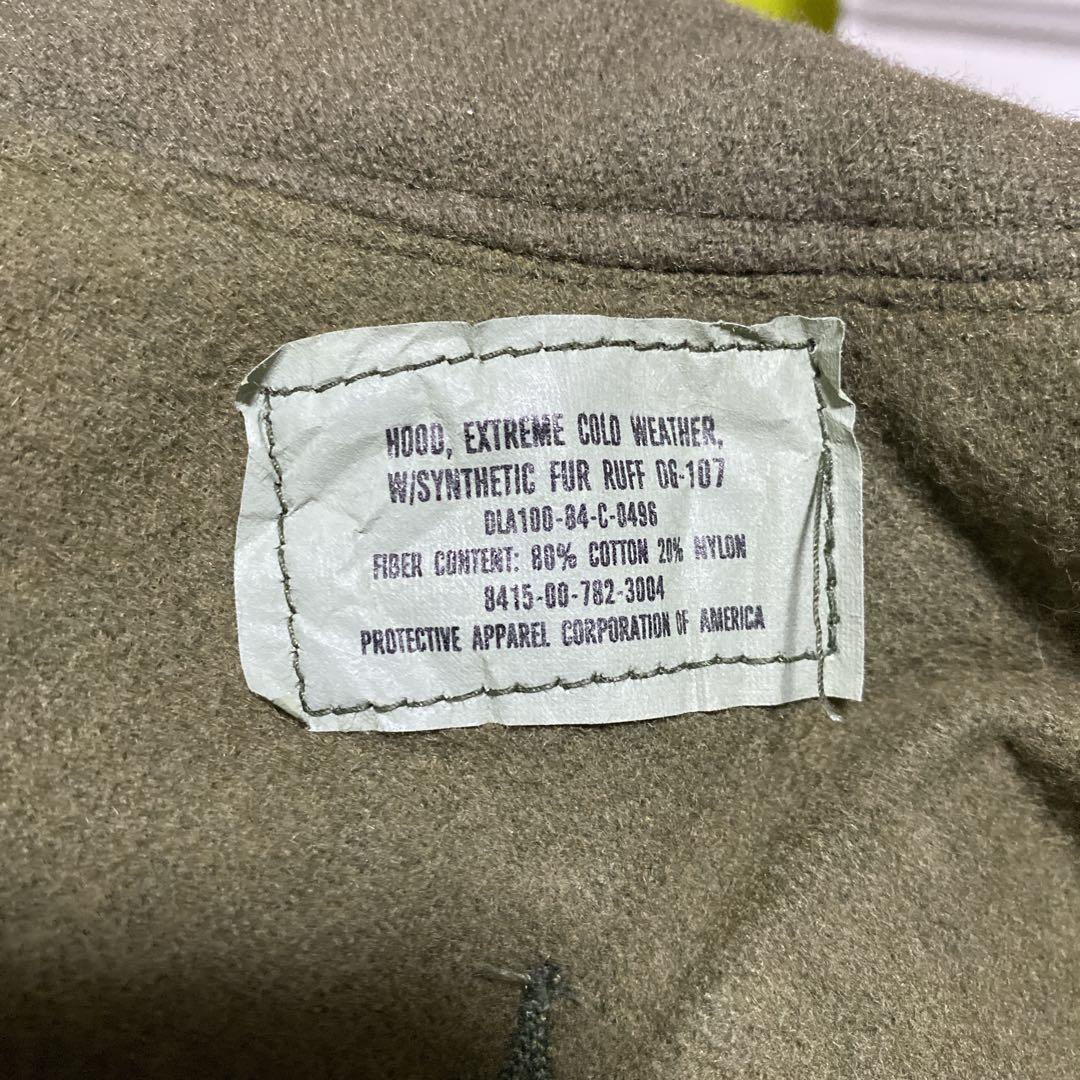 HOOD, EXTREME COLD WEATHER,
W/SYNTHETIC FUR RUFF OG-107
DLA100-84-C-0496
FIBER CONTENT: 80% COTTON 20% NYLON
8415-00-782-3004
PROTECTIVE APPAREL CORPORATION OF AMERICA